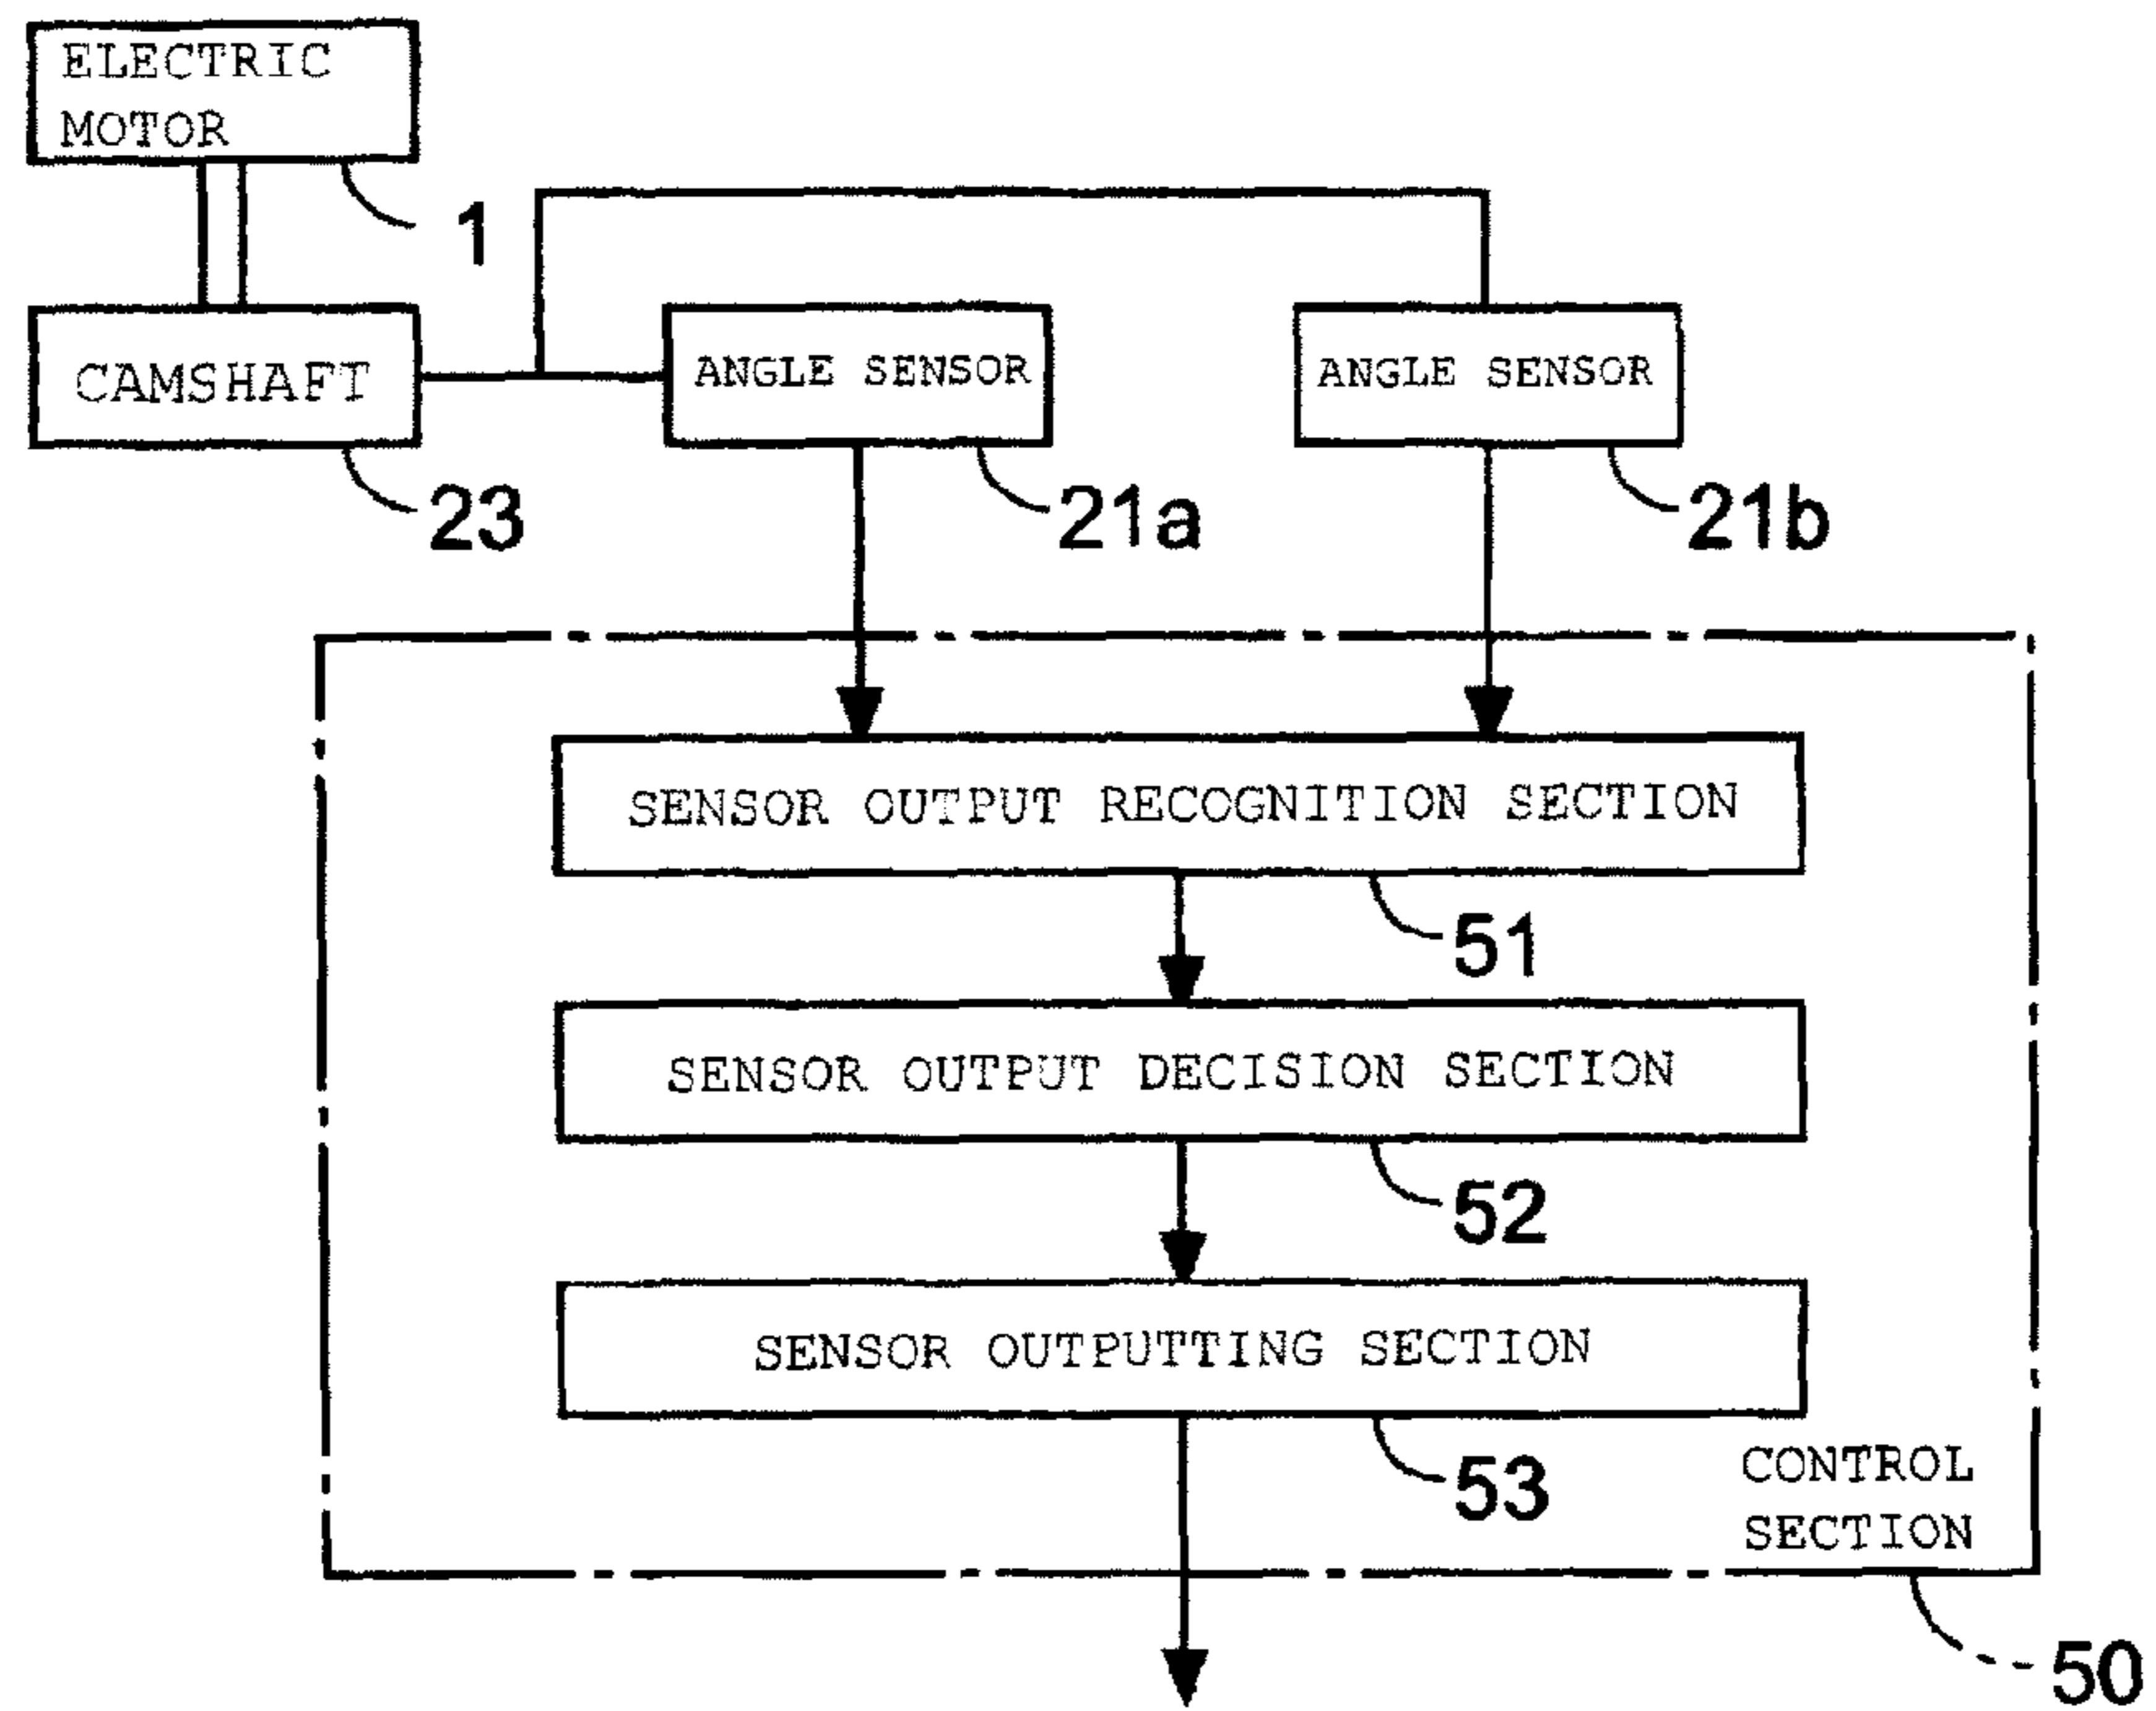 ELECTRIC
MOTOR
1
CAMSHAFT
23
ANGLE SENSOR
21a
ANGLE SENSOR
21b
SENSOR OUTPUT RECOGNITION SECTION
51
SENSOR OUTPUT DECISION SECTION
52
SENSOR OUTPUTTING SECTION
53
CONTROL
SECTION
50